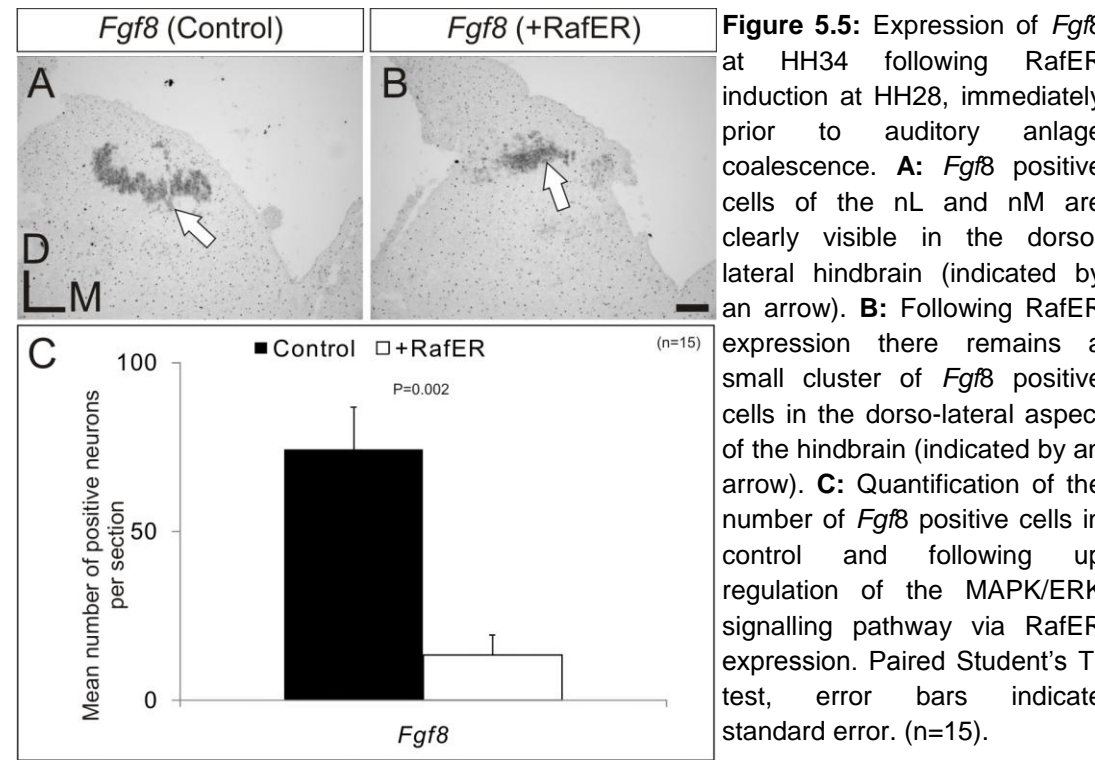 Fgf8 (Control)
Fgf8 (+RafER)
A
B
D
M
C
■ Control □ +RafER
(n=15)
P=0.002
100
50
0
Mean number of positive neurons
per section
Fgf8
Figure 5.5: Expression of Fgf8
at HH34 following RafER
induction at HH28, immediately
prior to auditory anlage
coalescence. A: Fgf8 positive
cells of the nL and nM are
clearly visible in the dorso-
lateral hindbrain (indicated by
an arrow). B: Following RafER
expression there remains a
small cluster of Fgf8 positive
cells in the dorso-lateral aspect
of the hindbrain (indicated by an
arrow). C: Quantification of the
number of Fgf8 positive cells in
control and following up
regulation of the MAPK/ERK
signalling pathway via RafER
expression. Paired Student's T-
test, error bars indicate
standard error. (n=15).